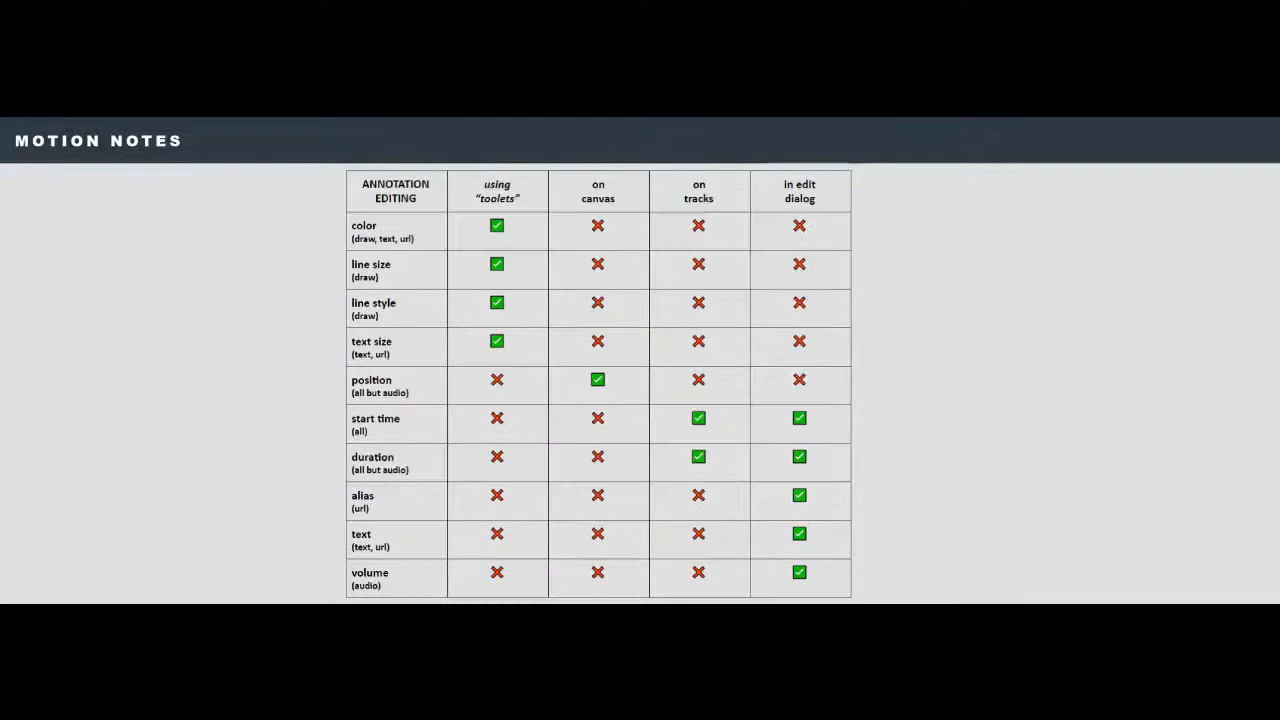 MOTION NOTES
ANNOTATION EDITING
using "toolets"
on canvas
on tracks
in edit dialog
color
(draw, text, url)
line size
(draw)
line style
(draw)
text size
(text, url)
position
(all but audio)
start time
(all)
duration
(all but audio)
alias
(url)
text
(text, url)
volume
(audio)